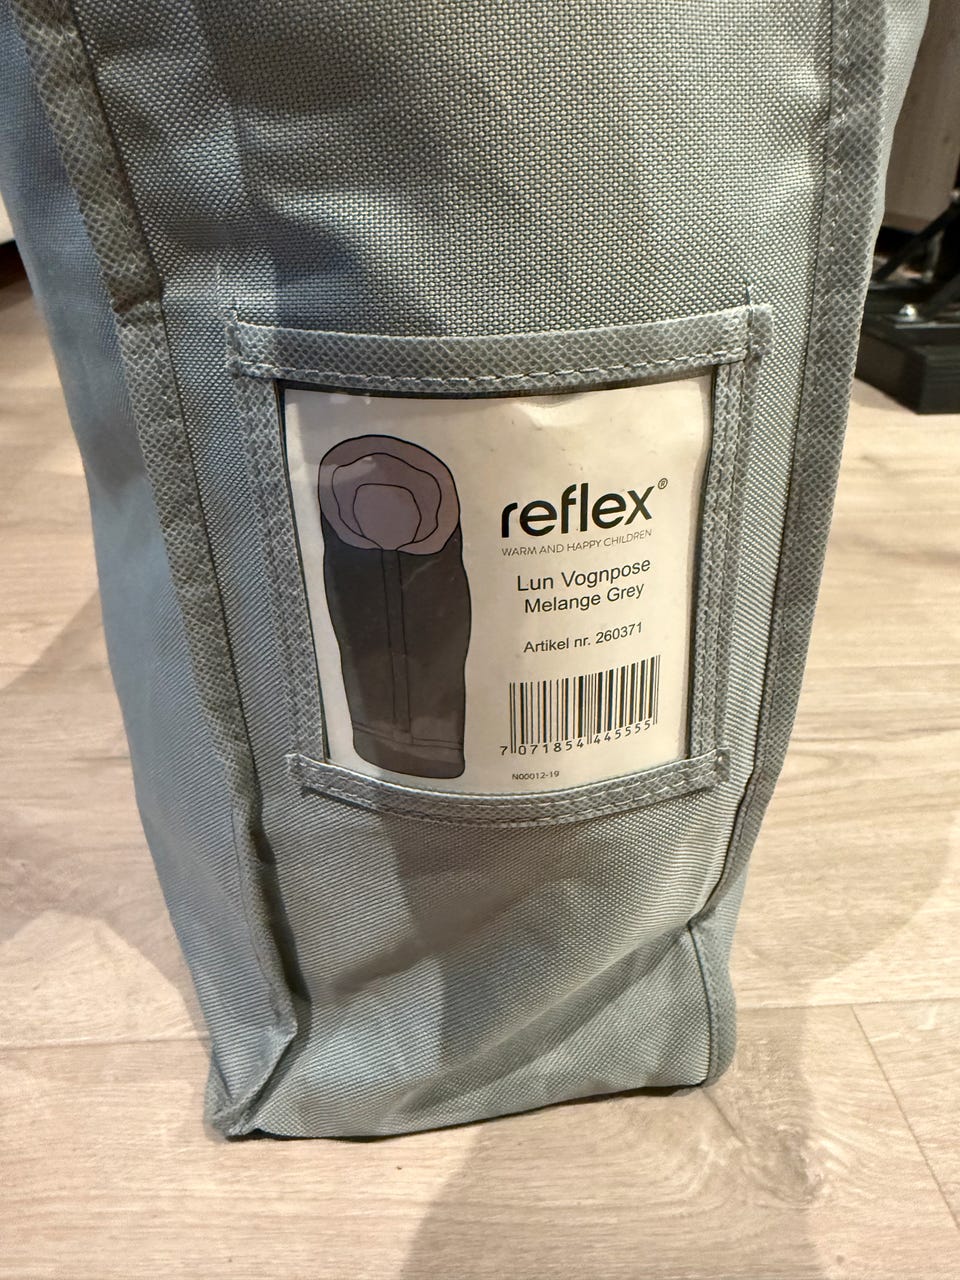 reflex®
WARM AND HAPPY CHILDREN
Lun Vognpose
Melange Grey
Artikel nr. 260371
7 071854 445555
N00012-19